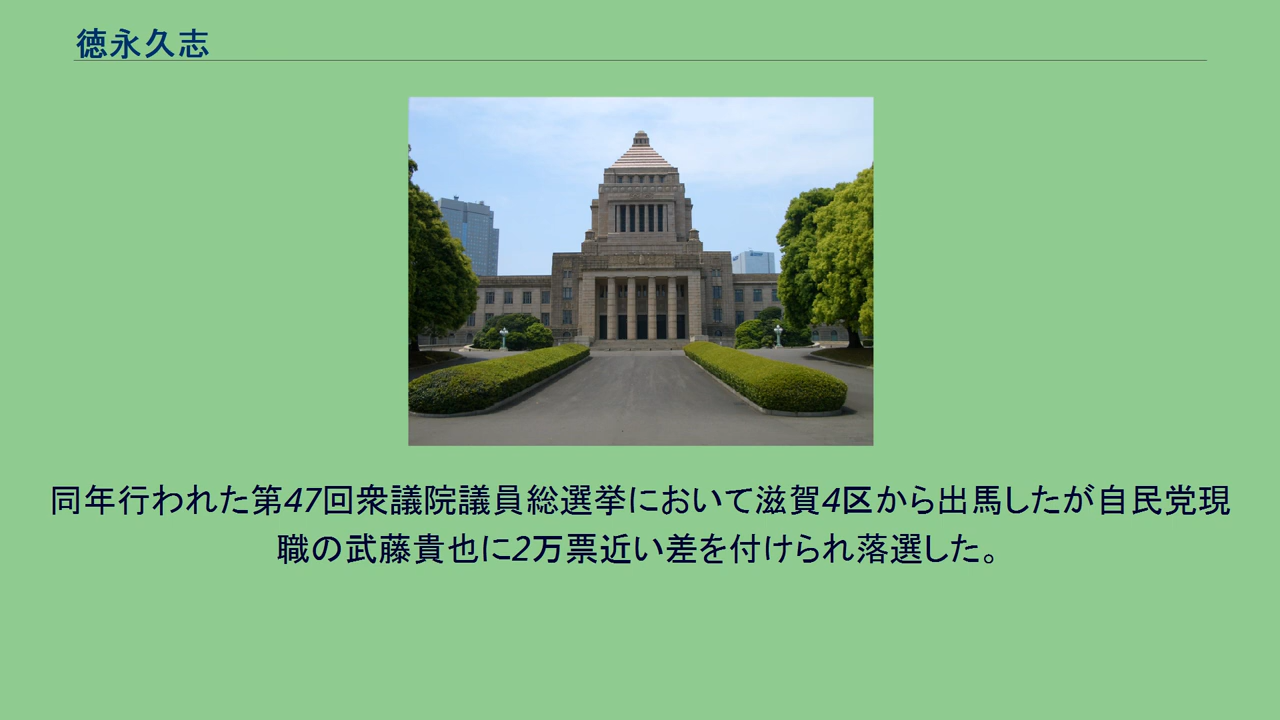 徳永久志
同年行われた第47回衆議院議員総選挙において滋賀4区から出馬したが自民党現
職の武藤貴也に2万票近い差を付けられ落選した。